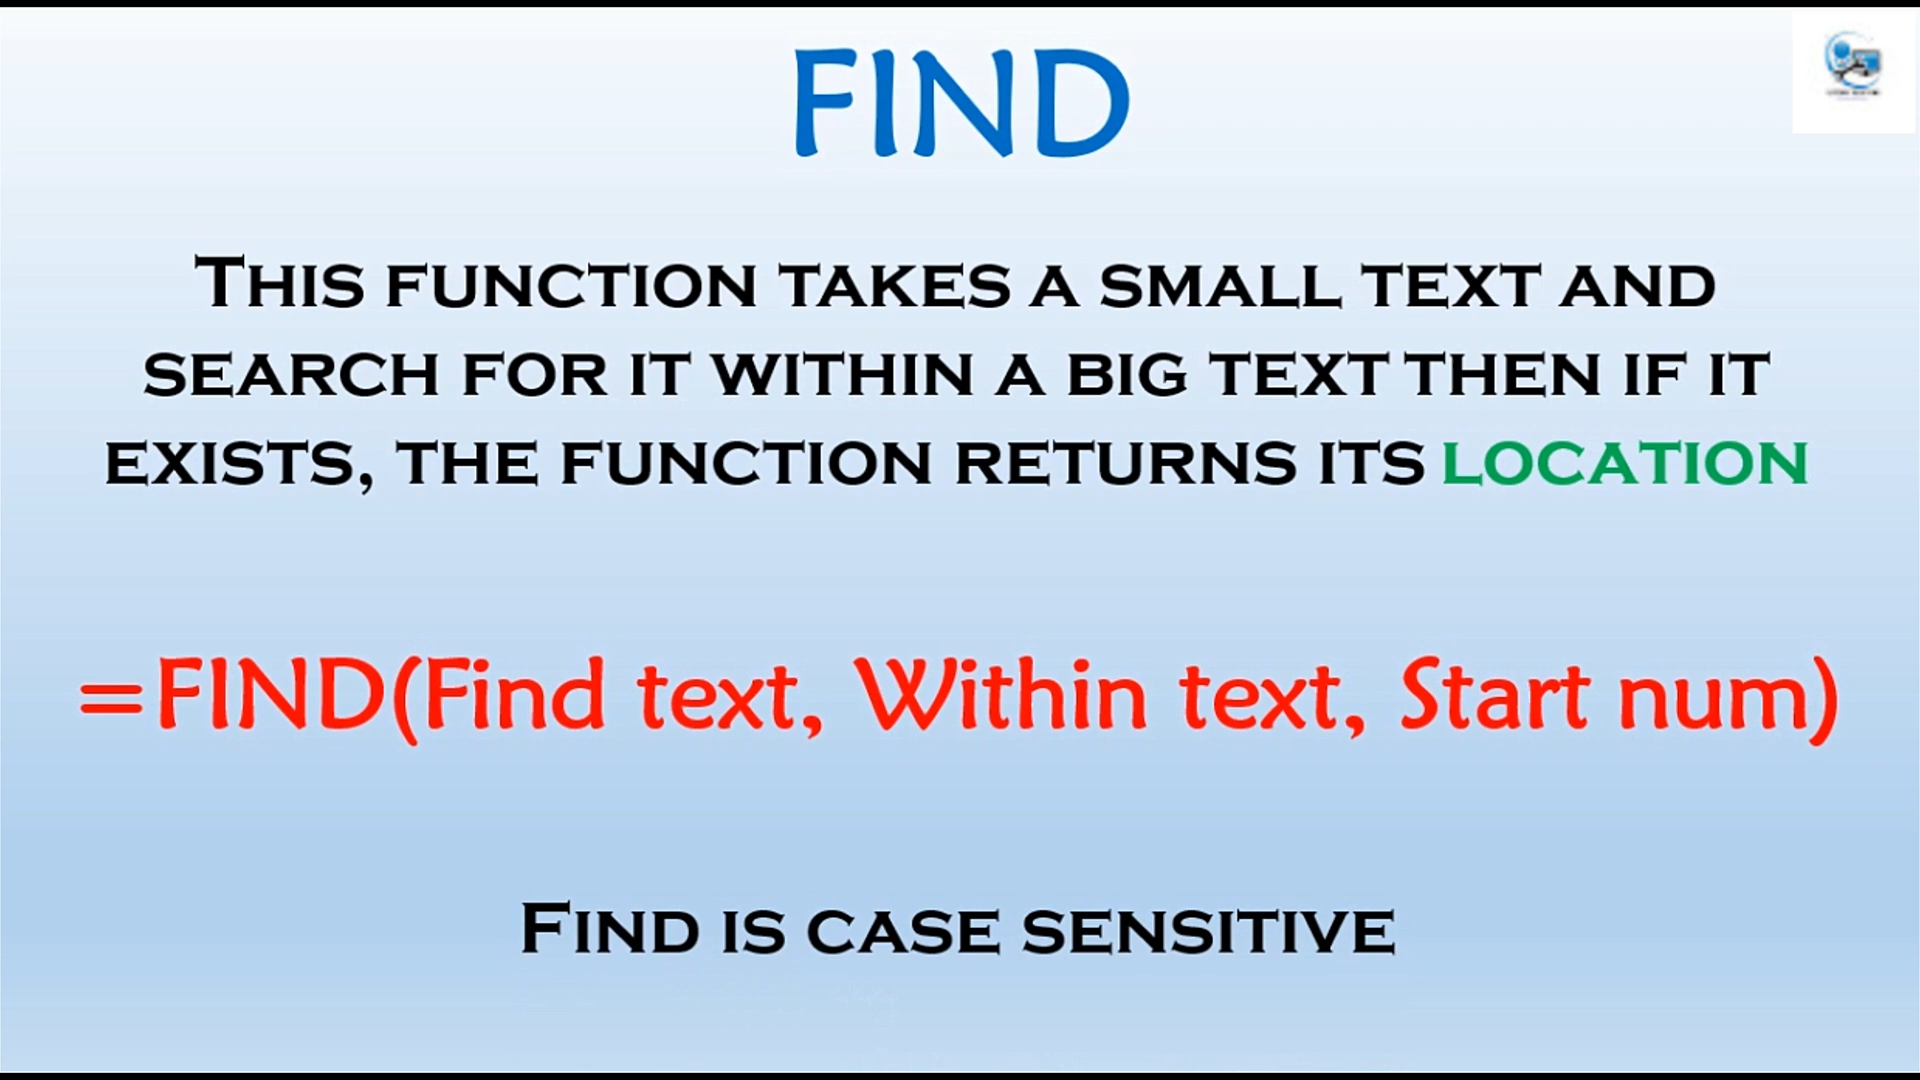 FIND
THIS FUNCTION TAKES A SMALL TEXT AND
SEARCH FOR IT WITHIN A BIG TEXT THEN IF IT
EXISTS, THE FUNCTION RETURNS ITS LOCATION
=FIND(Find text, Within text, Start num)
FIND IS CASE SENSITIVE